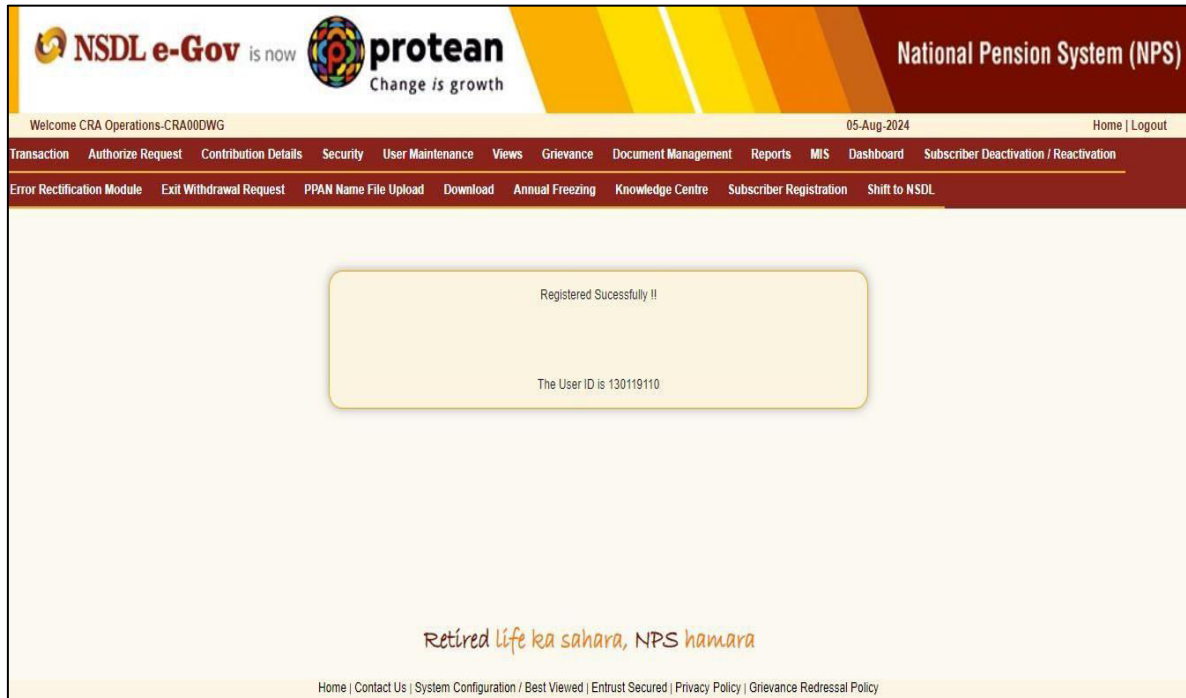 NSDL e-Gov is now protean
Change is growth
National Pension System (NPS)
Welcome CRA Operations-CRA00DWG 05-Aug-2024 Home | Logout
Transaction Authorize Request Contribution Details Security User Maintenance Views Grievance Document Management Reports MIS Dashboard Subscriber Deactivation / Reactivation
Error Rectification Module Exit Withdrawal Request PPAN Name File Upload Download Annual Freezing Knowledge Centre Subscriber Registration Shift to NSDL
Registered Sucessfully !!
The User ID is 130119110
Retired life ka sahara, NPS hamara
Home | Contact Us | System Configuration / Best Viewed | Entrust Secured | Privacy Policy | Grievance Redressal Policy